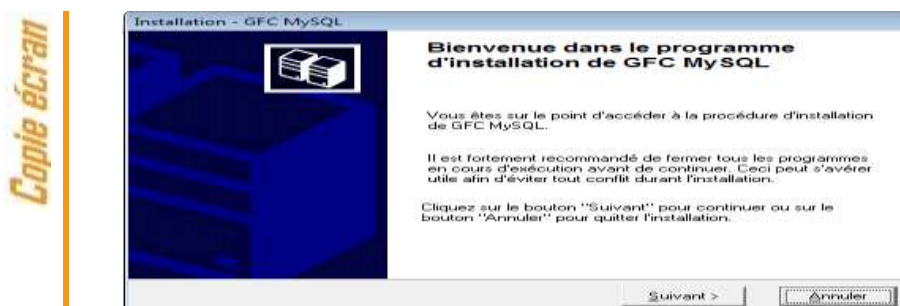 Copie écran
Installation - GFC MySQL
Bienvenue dans le programme
d'installation de GFC MySQL
Vous êtes sur le point d'accéder à la procédure d'installation
de GFC MySQL.
Il est fortement recommandé de fermer tous les programmes
en cours d'exécution avant de continuer. Ceci peut s'avérer
utile afin d'éviter tout conflit durant l'installation.
Cliquez sur le bouton "Suivant" pour continuer ou sur le
bouton "Annuler" pour quitter l'installation.
Suivant >
Annuler